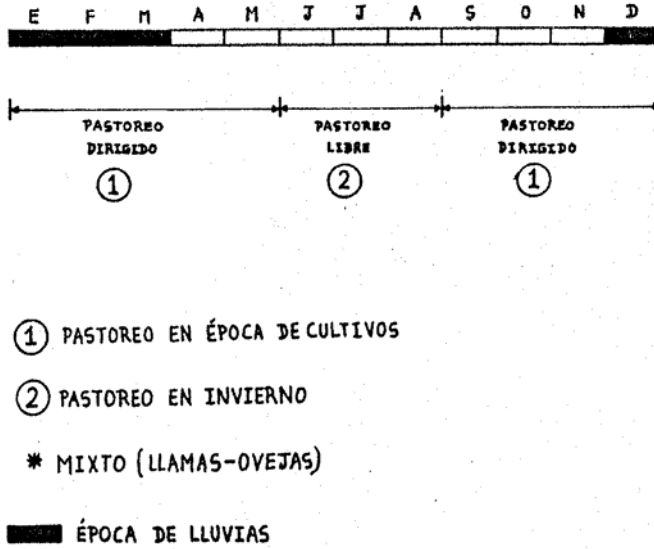 E F M A M J J A S O N D
PASTOREO DIRIGIDO
①
PASTOREO LIBRE
②
PASTOREO DIRIGIDO
①
① PASTOREO EN ÉPOCA DE CULTIVOS
② PASTOREO EN INVIERNO
* MIXTO (LLAMAS-OVEJAS)
ÉPOCA DE LLUVIAS